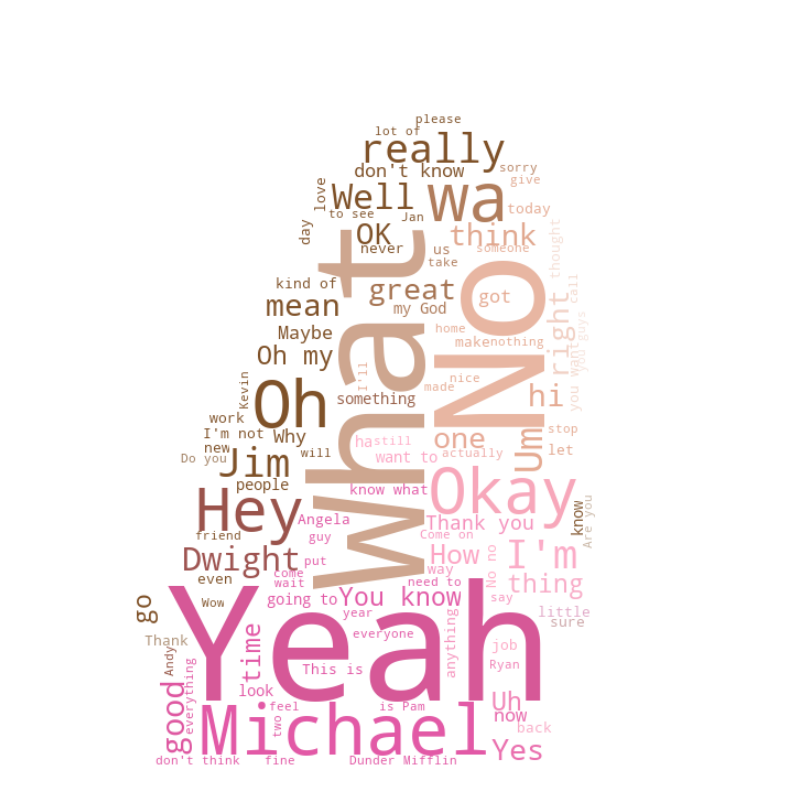 please
lot of
really
don't know
sorry
give
love
Well
wa
to see
Jan
today
day
OK
think
never
us
someone
thought
take
What
No
kind of
great
got
call
mean
my God
right
Maybe
home
make
nothing
you guys
Oh my
you want
I'll
nice
made
Kevin
Oh
something
hi
work
I'm not
Why
ha
still
one
Um
stop
new
Do you
Jim
will
want to
actually
let
people
know what
Okay
Hey
Angela
Thank you
know
Are you
friend
guy
Come on
Dwight
put
How
I'm
No no
even
come
wait
way
need to
thing
go
Wow
going to
You know
say
year
little
sure
Thank
time
Yeah
everyone
anything
job
Andy
This is
Ryan
everything
look
good
feel
two
is Pam
Uh
now
Michael
back
Yes
don't think
fine
Dunder Mifflin